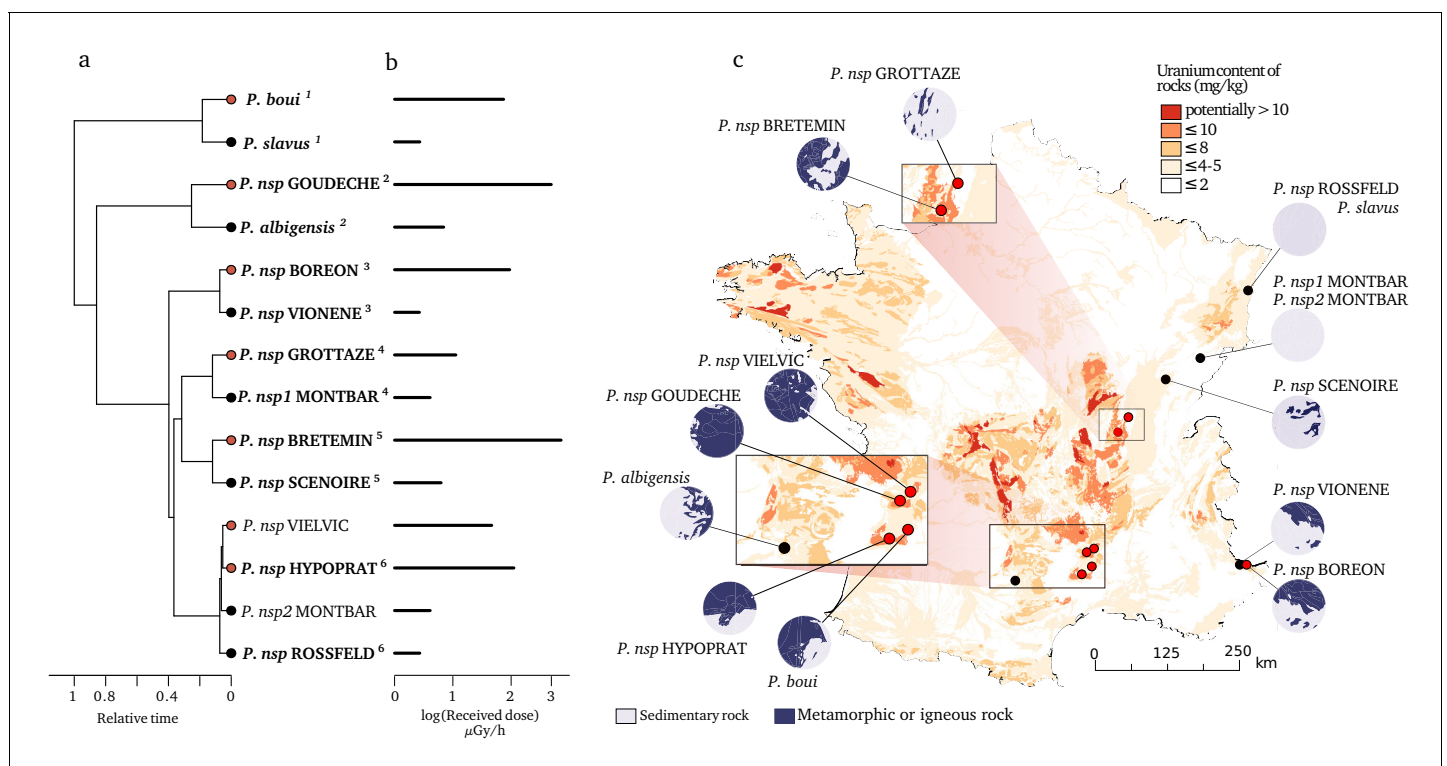 a
b
c
P. boui 1
P. slavus 1
P. nsp GOUDECHE 2
P. albigensis 2
P. nsp BOREON 3
P. nsp VIONENE 3
P. nsp GROTTAZE 4
P. nsp1 MONTBAR 4
P. nsp BRETEMIN 5
P. nsp SCENOIRE 5
P. nsp VIELVIC
P. nsp HYPOPRAT 6
P. nsp2 MONTBAR
P. nsp ROSSFELD 6
1 0.8 0.4 0
Relative time
0 1 2 3
log(Received dose)
μGy/h
P. nsp GROTTAZE
P. nsp BRETEMIN
Uranium content of
rocks (mg/kg)
potentially > 10
≤ 10
≤ 8
≤4-5
≤ 2
P. nsp ROSSFELD
P. slavus
P. nsp1 MONTBAR
P. nsp2 MONTBAR
P. nsp SCENOIRE
P. nsp VIONENE
P. nsp BOREON
P. nsp VIELVIC
P. nsp GOUDECHE
P. albigensis
P. nsp HYPOPRAT
P. boui
0 125 250 km
Sedimentary rock
Metamorphic or igneous rock